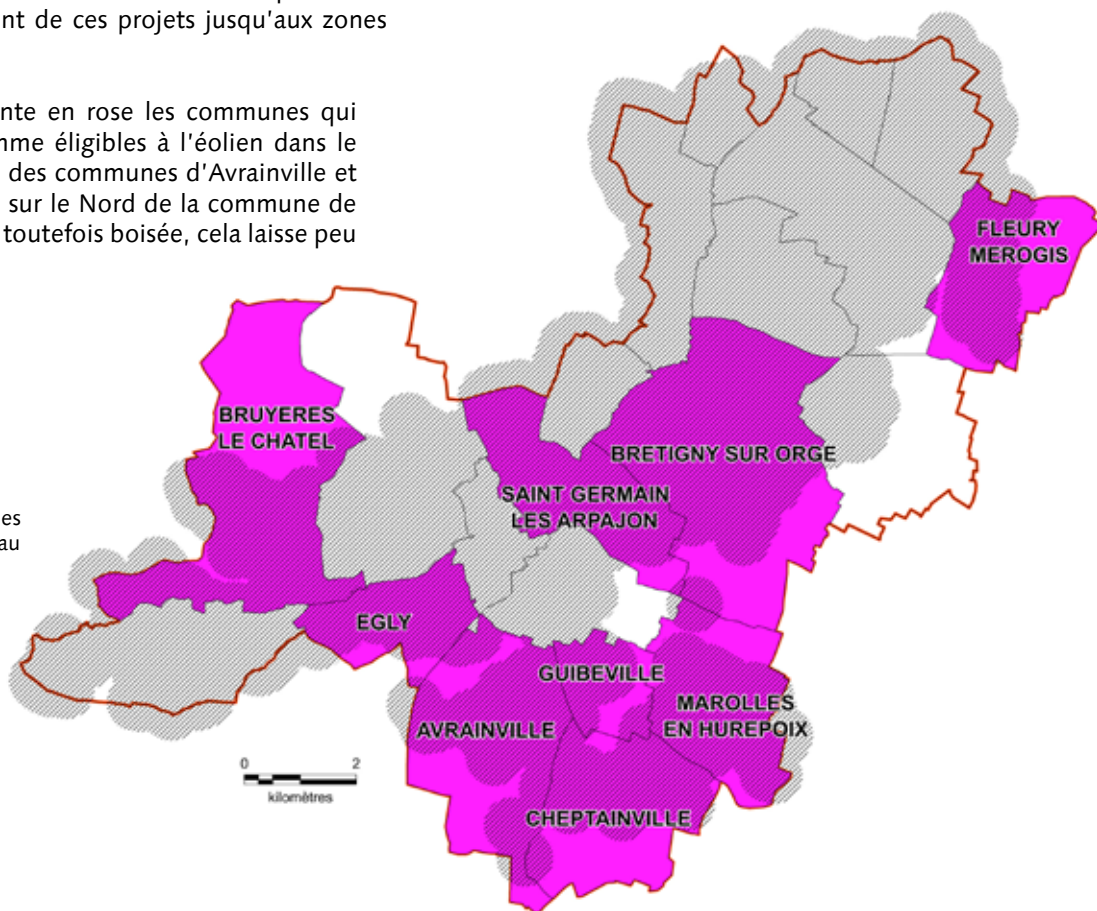 ant de ces projets jusqu'aux zones
nte en rose les communes qui
mme éligibles à l'éolien dans le
des communes d'Avrainville et
sur le Nord de la commune de
toutefois boisée, cela laisse peu
FLEURY
MEROGIS
BRUYERES
LE CHATEL
BRETIGNY SUR ORGE
SAINT GERMAIN
LES ARPAJON
es
au
EGLY
GUIBEVILLE
MAROLLES
EN HUREPOIX
AVRAINVILLE
0 2
kilomètres
CHEPTAINVILLE